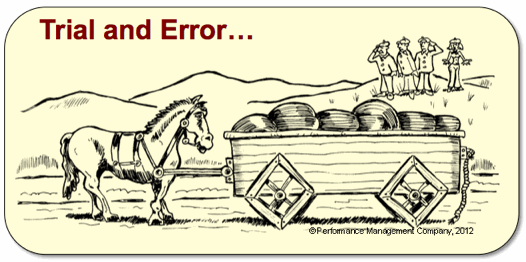 Trial and Error...
©Performance Management Company, 2012